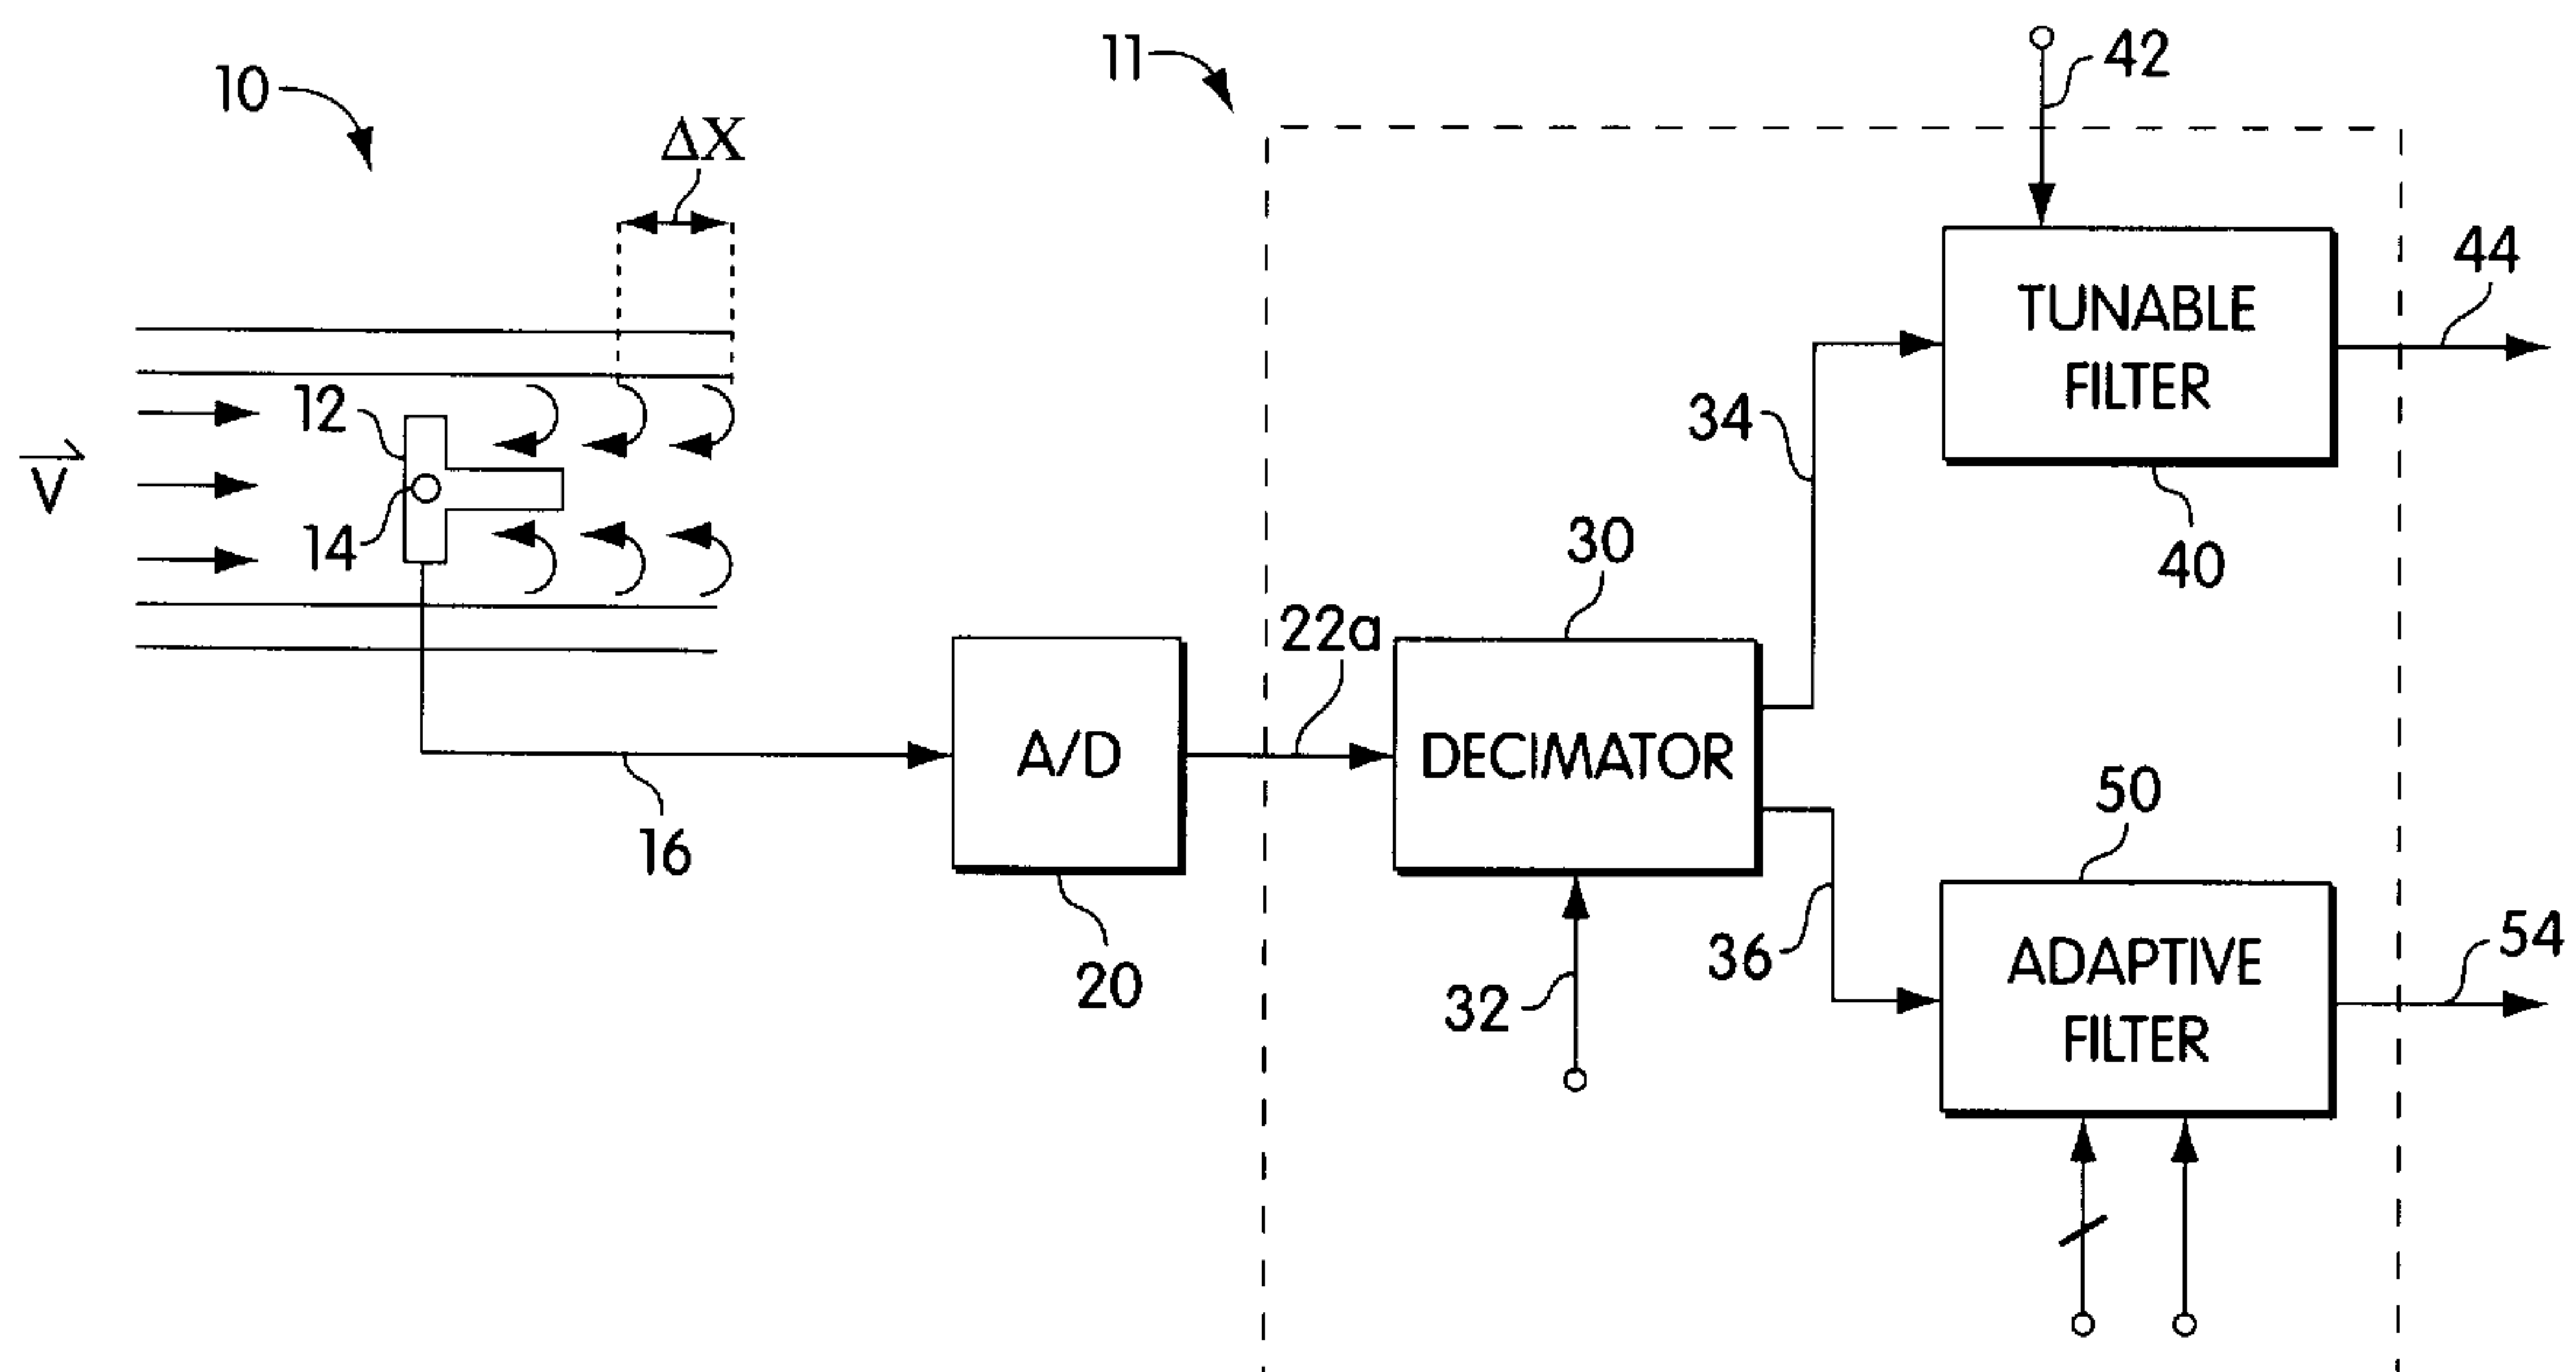 10
11
42
ΔX
44
TUNABLE
FILTER
12
34
V
14
30
40
22a
A/D
DECIMATOR
50
16
36
54
ADAPTIVE
FILTER
20
32